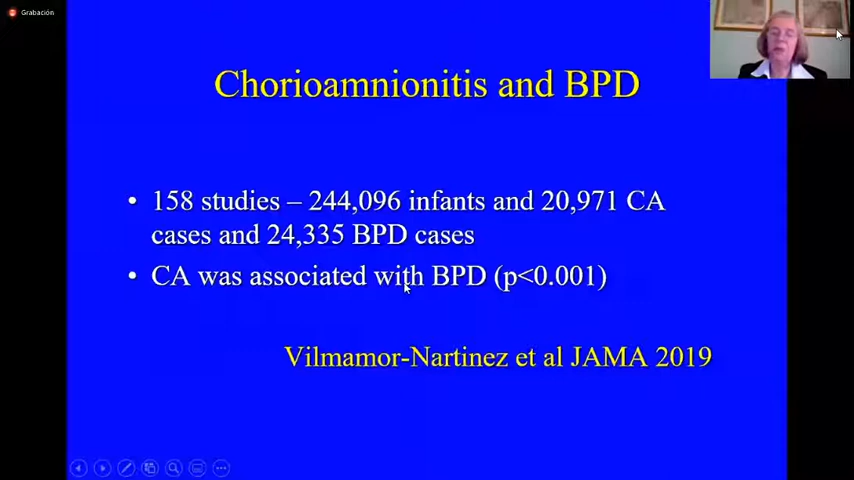 Grabación
Chorioamnionitis and BPD
• 158 studies – 244,096 infants and 20,971 CA
cases and 24,335 BPD cases
• CA was associated with BPD (p<0.001)
Vilmamor-Nartinez et al JAMA 2019